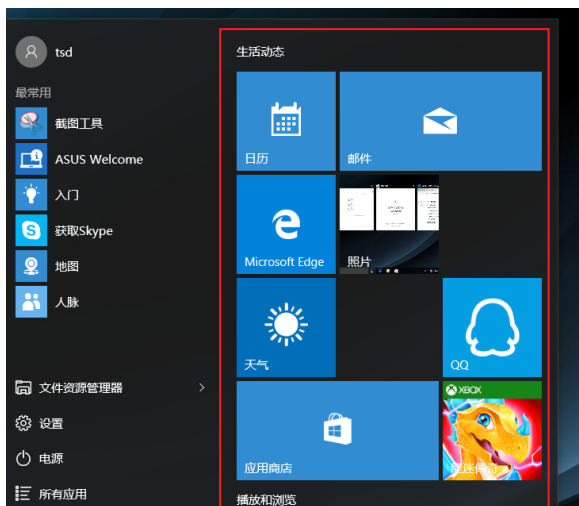 tsd
最常用
截图工具
ASUS Welcome
入门
获取Skype
地图
人脉
文件资源管理器
设置
电源
所有应用
生活动态
日历
邮件
Microsoft Edge
照片
天气
QQ
应用商店
XBOX
播放和浏览